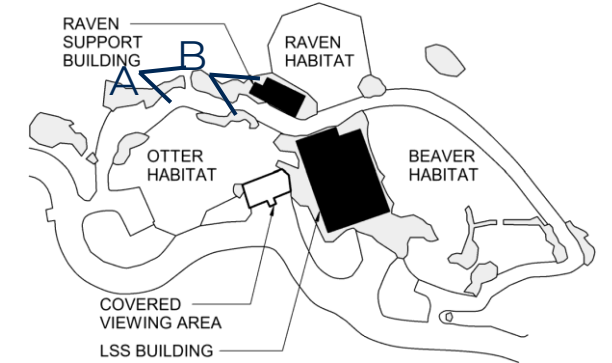 RAVEN
SUPPORT
BUILDING
A
B
RAVEN
HABITAT
OTTER
HABITAT
BEAVER
HABITAT
COVERED
VIEWING AREA
LSS BUILDING